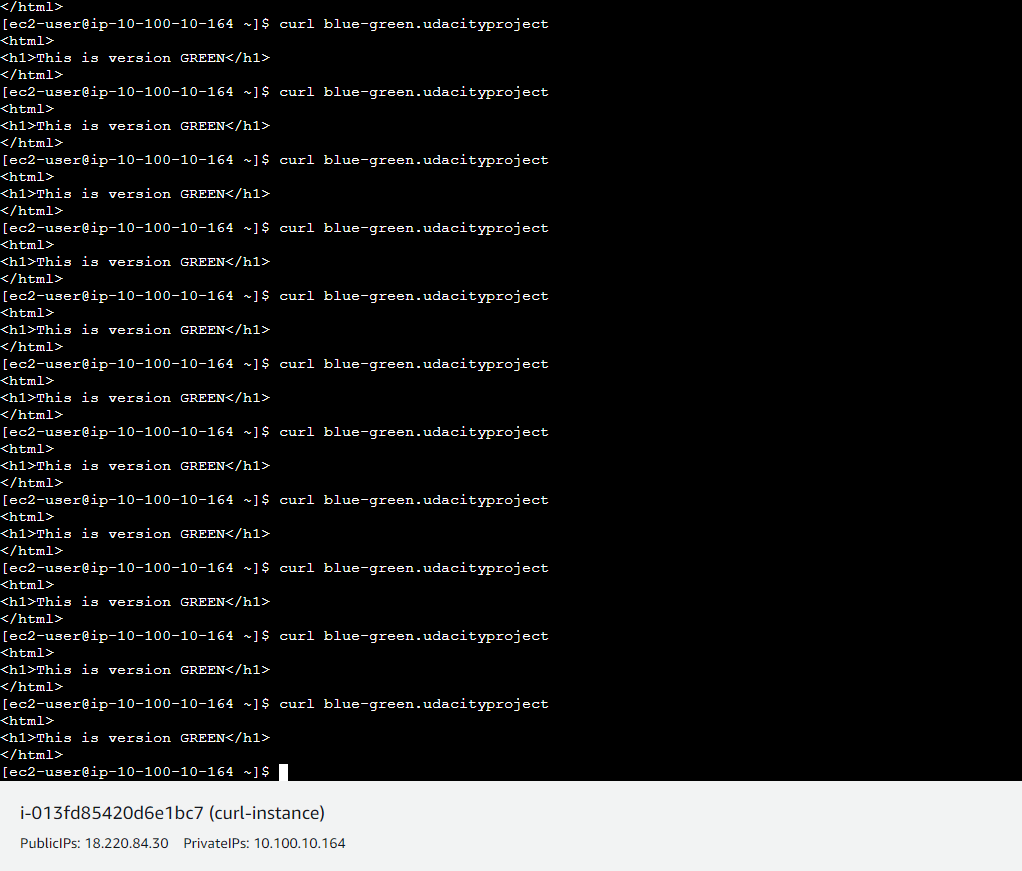 </html>
[ec2-user@ip-10-100-10-164 ~]$ curl blue-green.udacityproject
<html>
<h1>This is version GREEN</h1>
</html>
[ec2-user@ip-10-100-10-164 ~]$ curl blue-green.udacityproject
<html>
<h1>This is version GREEN</h1>
</html>
[ec2-user@ip-10-100-10-164 ~]$ curl blue-green.udacityproject
<html>
<h1>This is version GREEN</h1>
</html>
[ec2-user@ip-10-100-10-164 ~]$ curl blue-green.udacityproject
<html>
<h1>This is version GREEN</h1>
</html>
[ec2-user@ip-10-100-10-164 ~]$ curl blue-green.udacityproject
<html>
<h1>This is version GREEN</h1>
</html>
[ec2-user@ip-10-100-10-164 ~]$ curl blue-green.udacityproject
<html>
<h1>This is version GREEN</h1>
</html>
[ec2-user@ip-10-100-10-164 ~]$ curl blue-green.udacityproject
<html>
<h1>This is version GREEN</h1>
</html>
[ec2-user@ip-10-100-10-164 ~]$ curl blue-green.udacityproject
<html>
<h1>This is version GREEN</h1>
</html>
[ec2-user@ip-10-100-10-164 ~]$ curl blue-green.udacityproject
<html>
<h1>This is version GREEN</h1>
</html>
[ec2-user@ip-10-100-10-164 ~]$ curl blue-green.udacityproject
<html>
<h1>This is version GREEN</h1>
</html>
[ec2-user@ip-10-100-10-164 ~]$ curl blue-green.udacityproject
<html>
<h1>This is version GREEN</h1>
</html>
[ec2-user@ip-10-100-10-164 ~]$
i-013fd85420d6e1bc7 (curl-instance)
PublicIPs: 18.220.84.30 PrivateIPs: 10.100.10.164